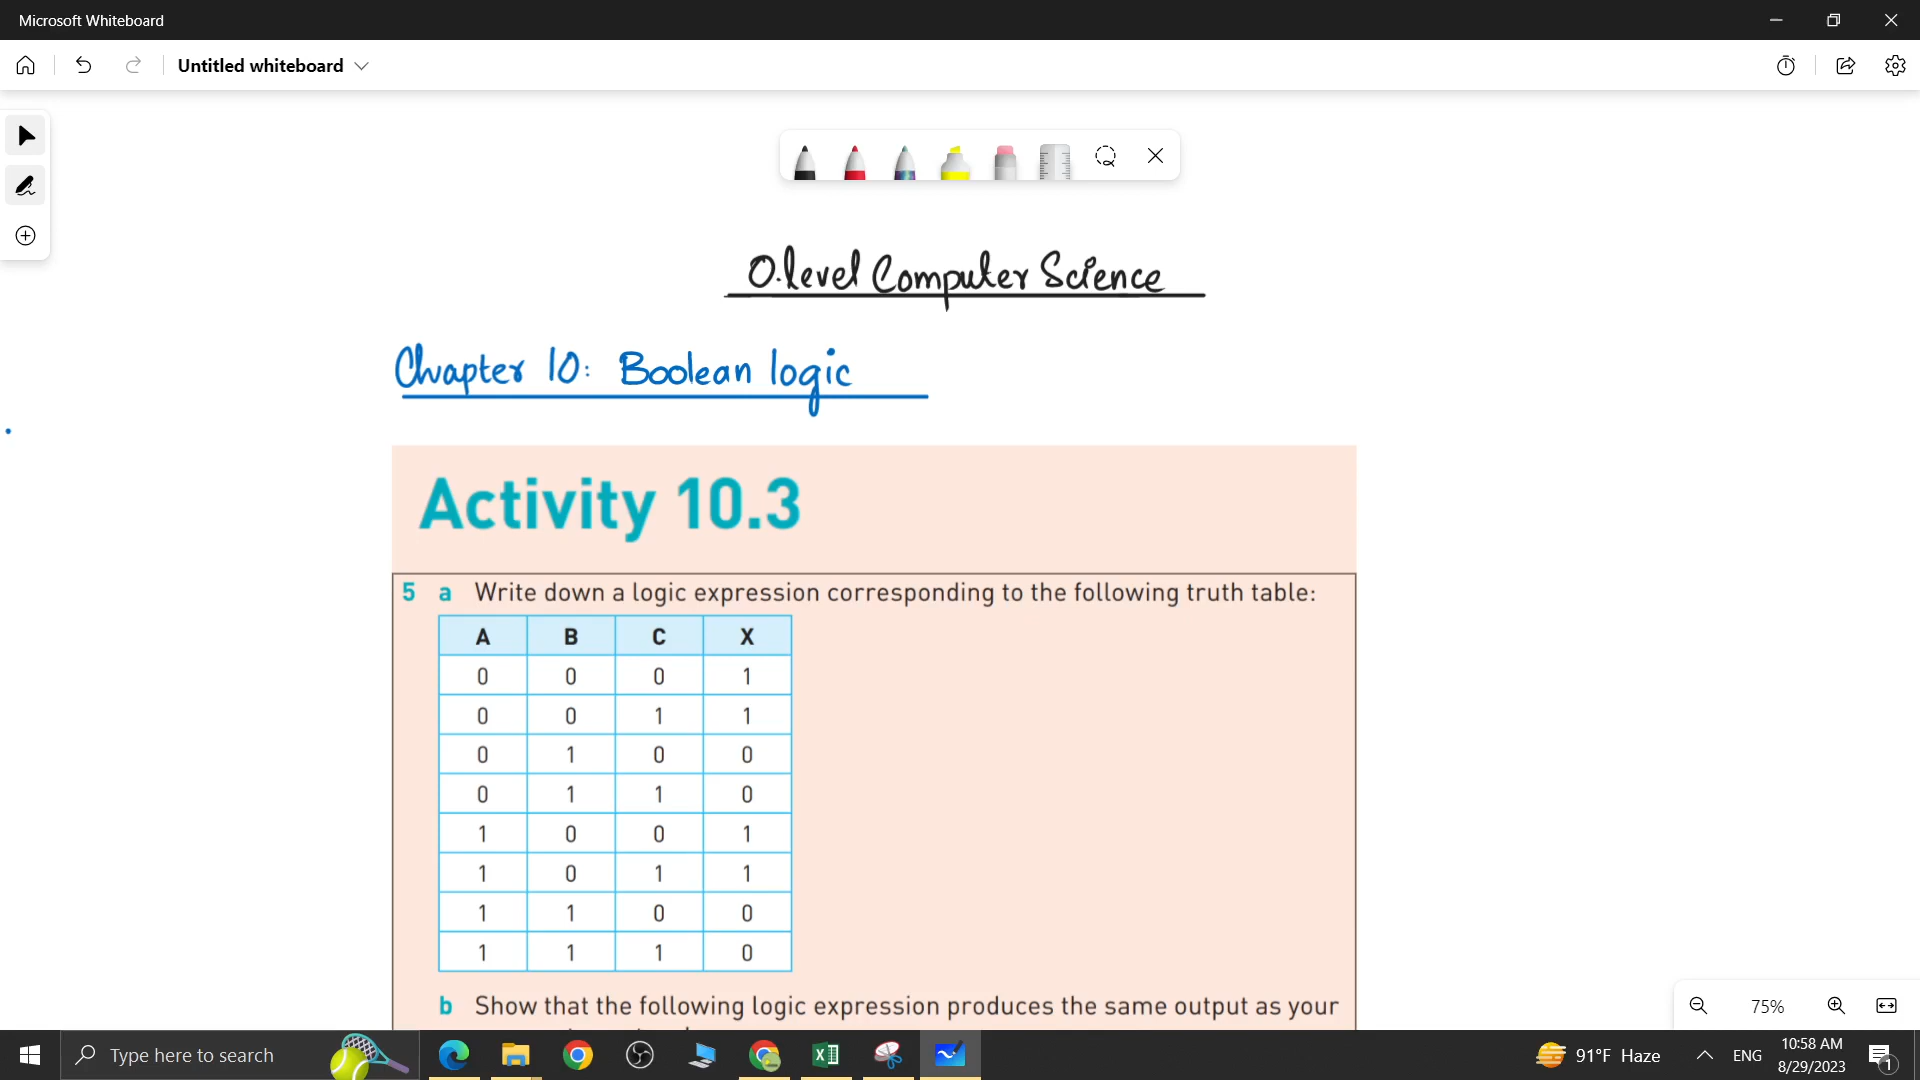 Microsoft Whiteboard
Untitled whiteboard
O.level Computer Science
Chapter 10: Boolean logic
Activity 10.3
5 a Write down a logic expression corresponding to the following truth table:
A B C X
0 0 0 1
0 0 1 1
0 1 0 0
0 1 1 0
1 0 0 1
1 0 1 1
1 1 0 0
1 1 1 0
b Show that the following logic expression produces the same output as your
75%
Type here to search
91°F Haze
ENG
10:58 AM
8/29/2023
1